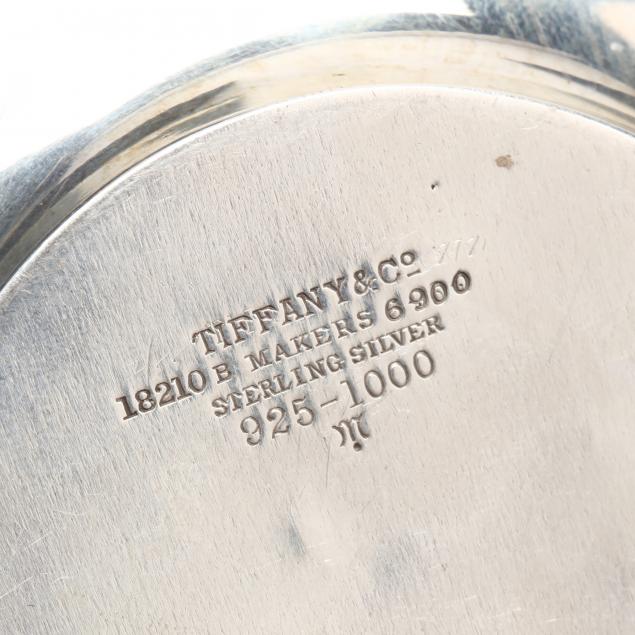 TIFFANY & Cº
18210 B MAKERS 6900
STERLING SILVER
925-1000
m